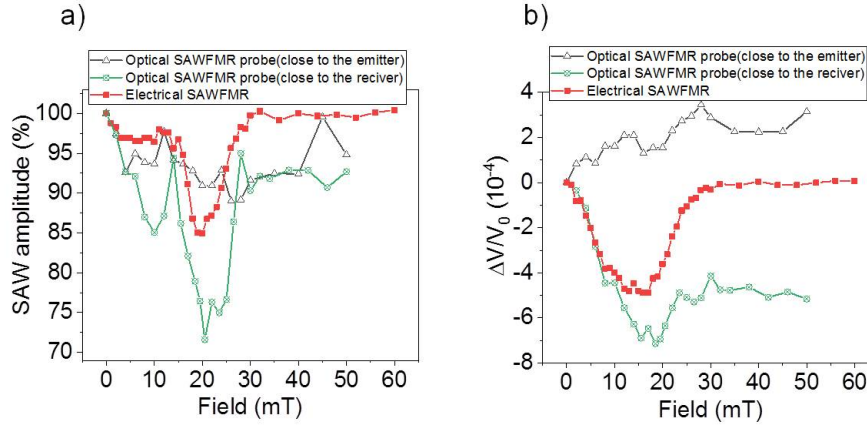 a)
Optical SAWFMR probe(close to the emitter)
Optical SAWFMR probe(close to the reciver)
Electrical SAWFMR
SAW amplitude (%)
100
95
90
85
80
75
70
0 10 20 30 40 50 60
Field (mT)
b)
Optical SAWFMR probe(close to the emitter)
Optical SAWFMR probe(close to the reciver)
Electrical SAWFMR
ΔV/V₀ (10⁻⁴)
4
2
0
-2
-4
-6
-8
0 10 20 30 40 50 60
Field (mT)